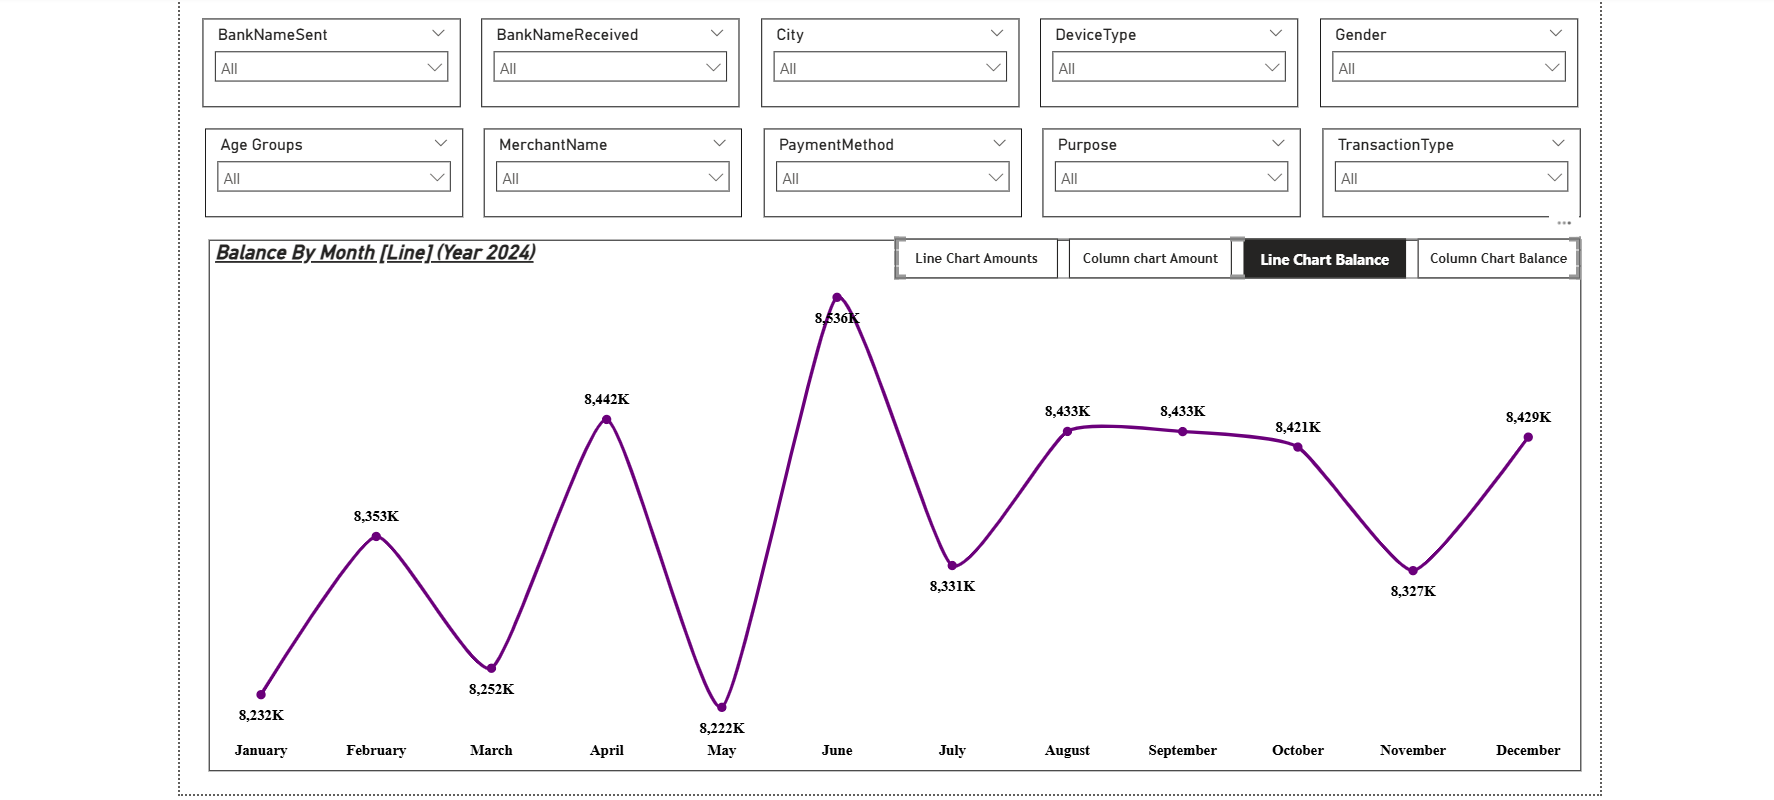 BankNameSent
All
BankNameReceived
All
City
All
DeviceType
All
Gender
All
Age Groups
All
MerchantName
All
PaymentMethod
All
Purpose
All
TransactionType
All
Balance By Month [Line] (Year 2024)
Line Chart Amounts
Column chart Amount
Line Chart Balance
Column Chart Balance
8,232K
8,353K
8,252K
8,442K
8,222K
8,536K
8,331K
8,433K
8,433K
8,421K
8,327K
8,429K
January February March April May June July August September October November December